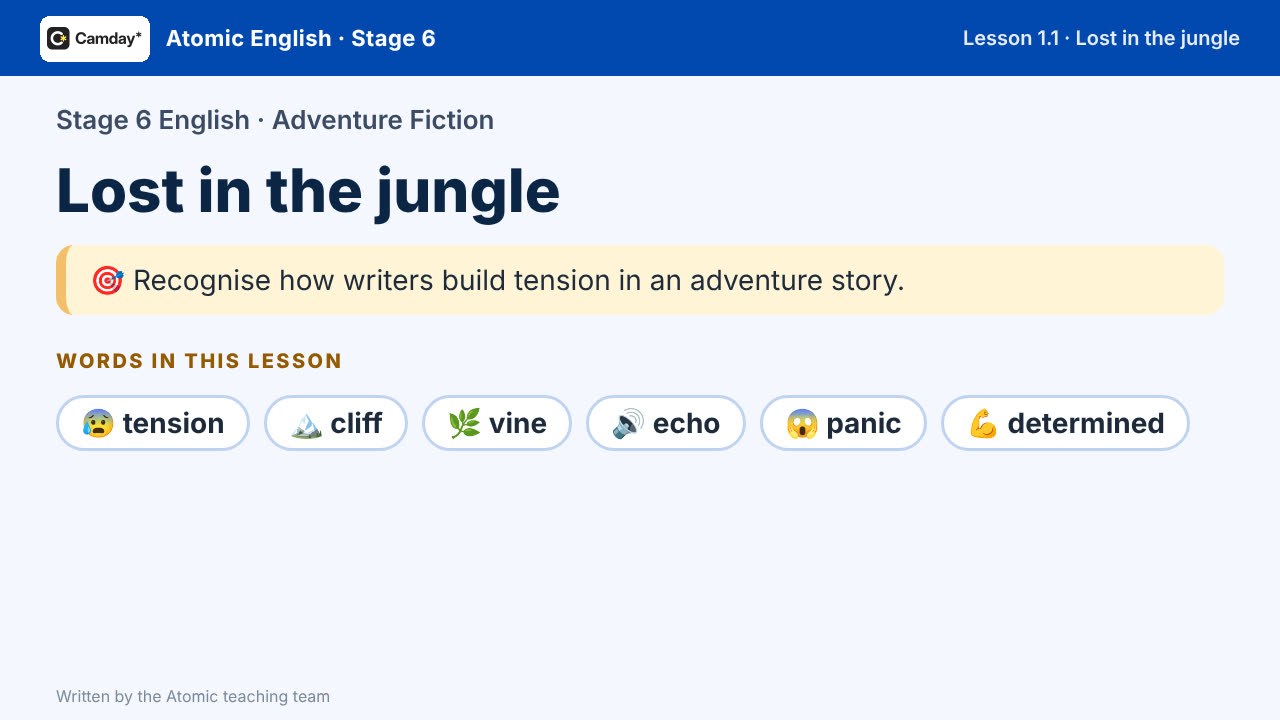 Camday*
Atomic English · Stage 6
Lesson 1.1 · Lost in the jungle
Stage 6 English · Adventure Fiction
Lost in the jungle
🎯 Recognise how writers build tension in an adventure story.
WORDS IN THIS LESSON
😰 tension 🏔️ cliff 🌿 vine 🔊 echo 😱 panic 💪 determined
Written by the Atomic teaching team